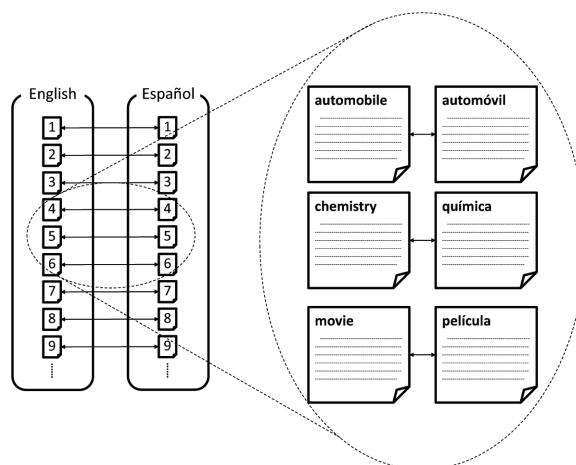 English Español
1 1
2 2
3 3
4 4
5 5
6 6
7 7
8 8
9 9
automobile automóvil
chemistry química
movie película